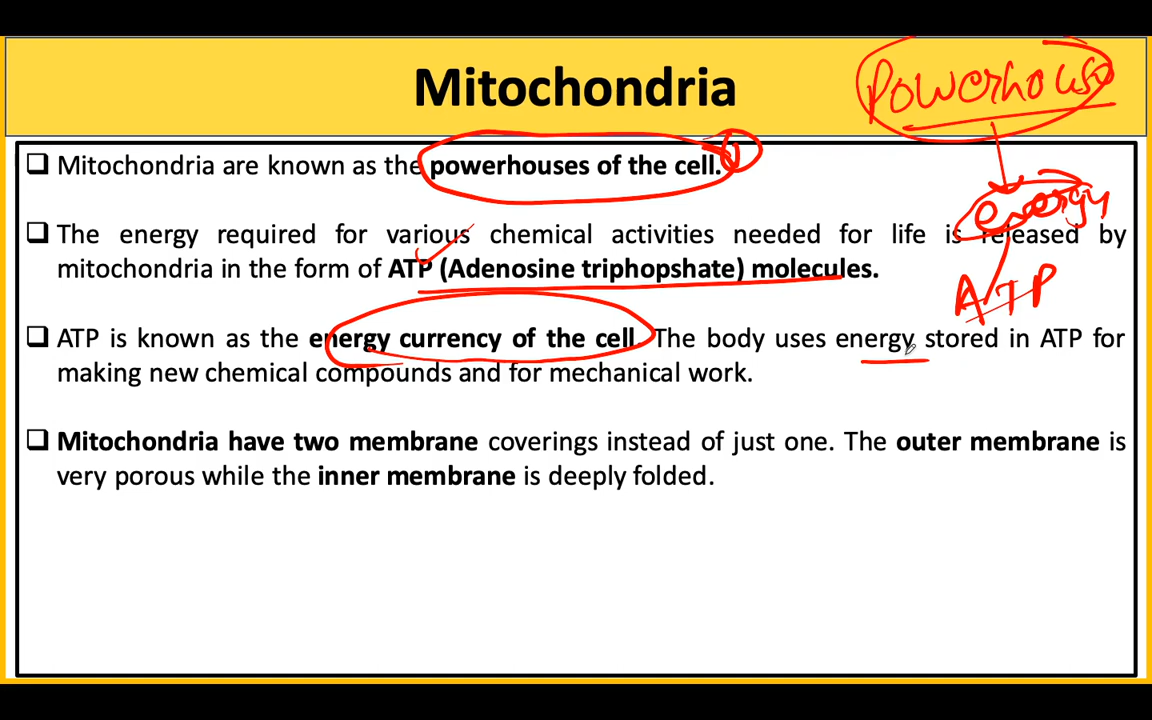 Mitochondria
Powerhouse
❑ Mitochondria are known as the powerhouses of the cell.
energy
❑ The energy required for various chemical activities needed for life is released by
mitochondria in the form of ATP (Adenosine triphopshate) molecules.
ATP
❑ ATP is known as the energy currency of the cell. The body uses energy stored in ATP for
making new chemical compounds and for mechanical work.
❑ Mitochondria have two membrane coverings instead of just one. The outer membrane is
very porous while the inner membrane is deeply folded.